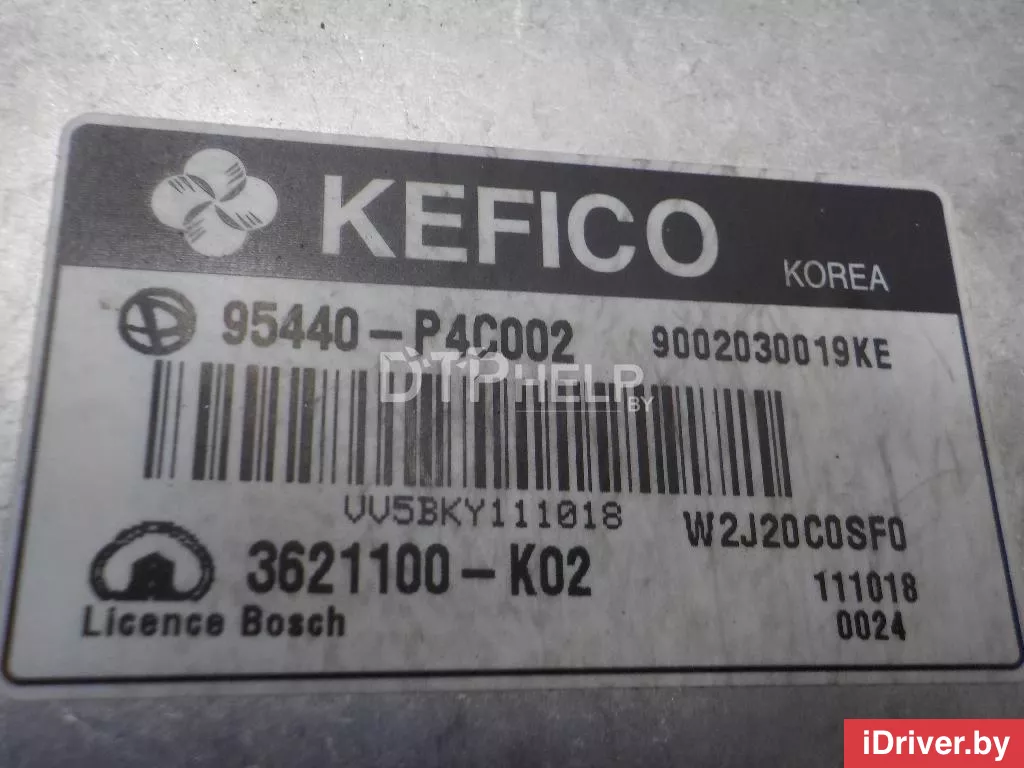 KEFICO KOREA
95440-P4C002 9002030019KE
DTPHELP.BY
VV5BKY111018
W2J20C0SF0
3621100-K02 111018
Licence Bosch 0024
iDriver.by